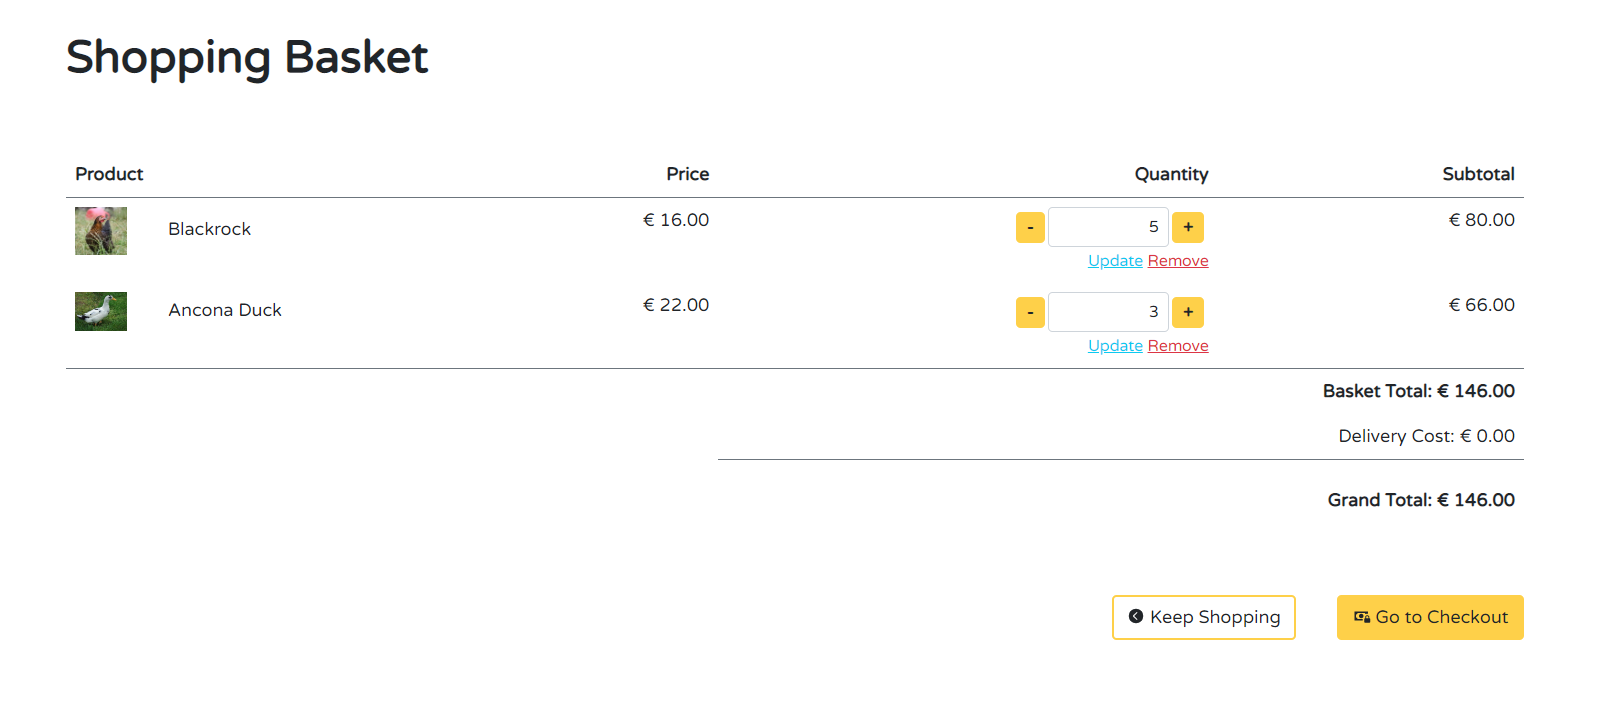 Shopping Basket
Product Price Quantity Subtotal
Blackrock € 16.00 - 5 + € 80.00
Update Remove
Ancona Duck € 22.00 - 3 + € 66.00
Update Remove
Basket Total: € 146.00
Delivery Cost: € 0.00
Grand Total: € 146.00
Keep Shopping Go to Checkout